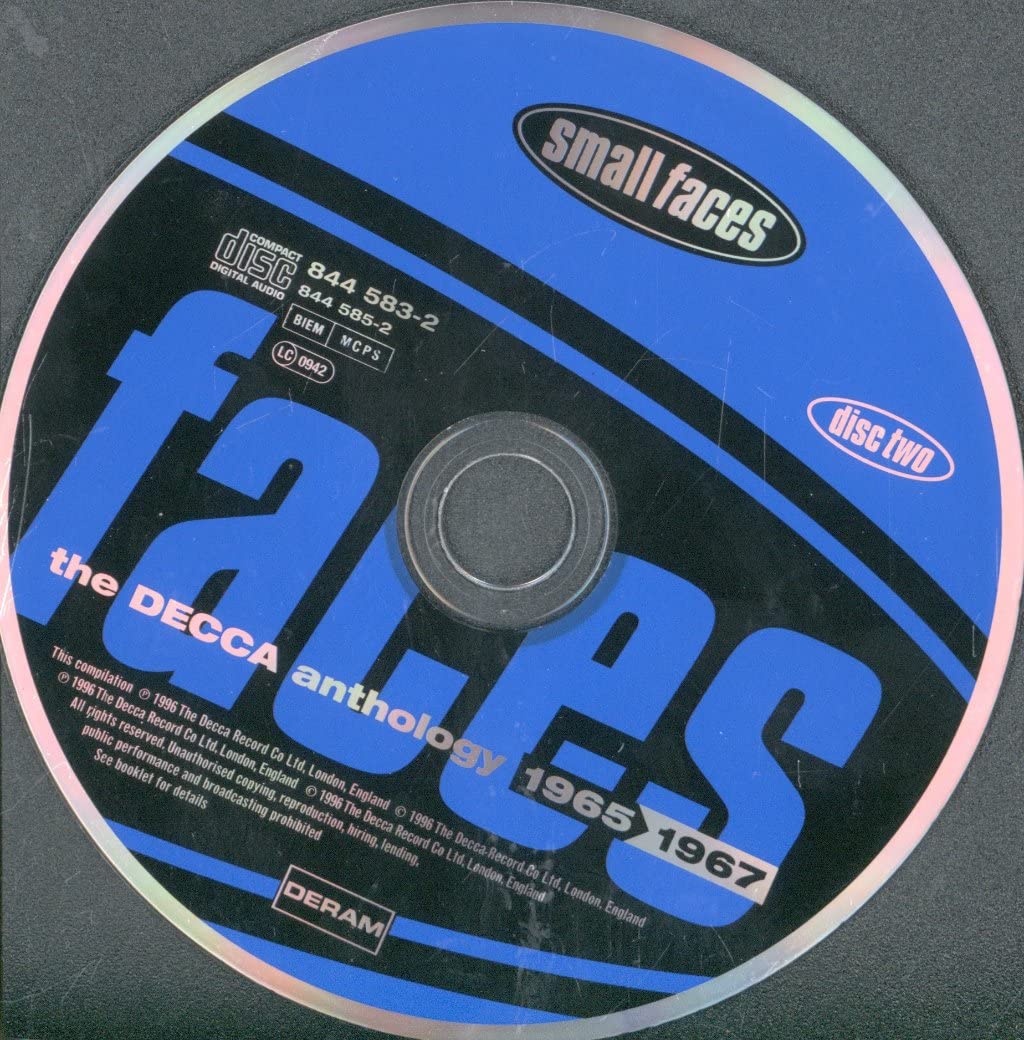 small faces
COMPACT
disc
DIGITAL AUDIO
844 583-2
844 585-2
BIEM MCPS
LC 0942
disc two
faces
the DECCA anthology 1965 1967
This compilation ℗ 1996 The Decca Record Co Ltd. London, England © 1996 The Decca Record Co Ltd. London, England
℗ 1996 The Decca Record Co Ltd. London, England © 1996 The Decca Record Co Ltd. London, England
All rights reserved. Unauthorised copying, reproduction, hiring, lending,
public performance and broadcasting prohibited
See booklet for details
DERAM